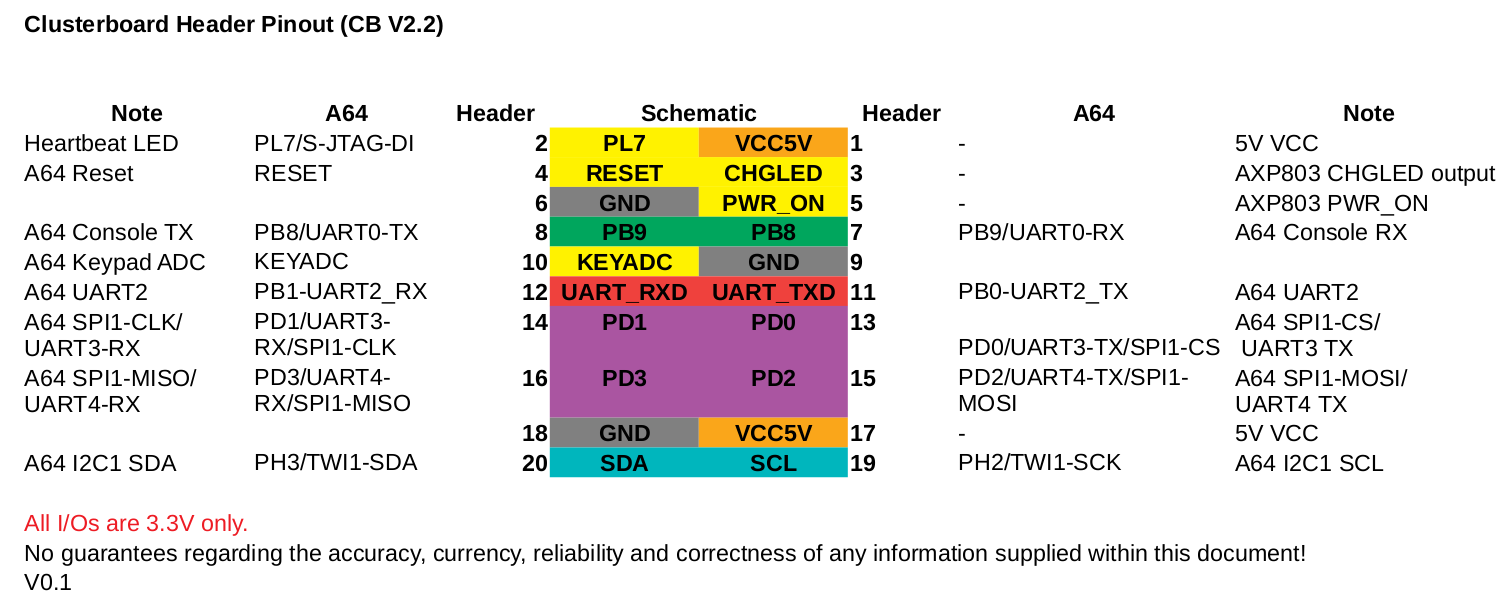 Clusterboard Header Pinout (CB V2.2)
Note A64 Header Schematic Header A64 Note
Heartbeat LED PL7/S-JTAG-DI 2 PL7 VCC5V 1 - 5V VCC
A64 Reset RESET 4 RESET CHGLED 3 - AXP803 CHGLED output
6 GND PWR_ON 5 - AXP803 PWR_ON
A64 Console TX PB8/UART0-TX 8 PB9 PB8 7 PB9/UART0-RX A64 Console RX
A64 Keypad ADC KEYADC 10 KEYADC GND 9
A64 UART2 PB1-UART2_RX 12 UART_RXD UART_TXD 11 PB0-UART2_TX A64 UART2
A64 SPI1-CLK/ PD1/UART3- 14 PD1 PD0 13 A64 SPI1-CS/
UART3-RX RX/SPI1-CLK PD0/UART3-TX/SPI1-CS UART3 TX
A64 SPI1-MISO/ PD3/UART4- 16 PD3 PD2 15 PD2/UART4-TX/SPI1- A64 SPI1-MOSI/
UART4-RX RX/SPI1-MISO MOSI UART4 TX
18 GND VCC5V 17 - 5V VCC
A64 I2C1 SDA PH3/TWI1-SDA 20 SDA SCL 19 PH2/TWI1-SCK A64 I2C1 SCL
All I/Os are 3.3V only.
No guarantees regarding the accuracy, currency, reliability and correctness of any information supplied within this document!
V0.1